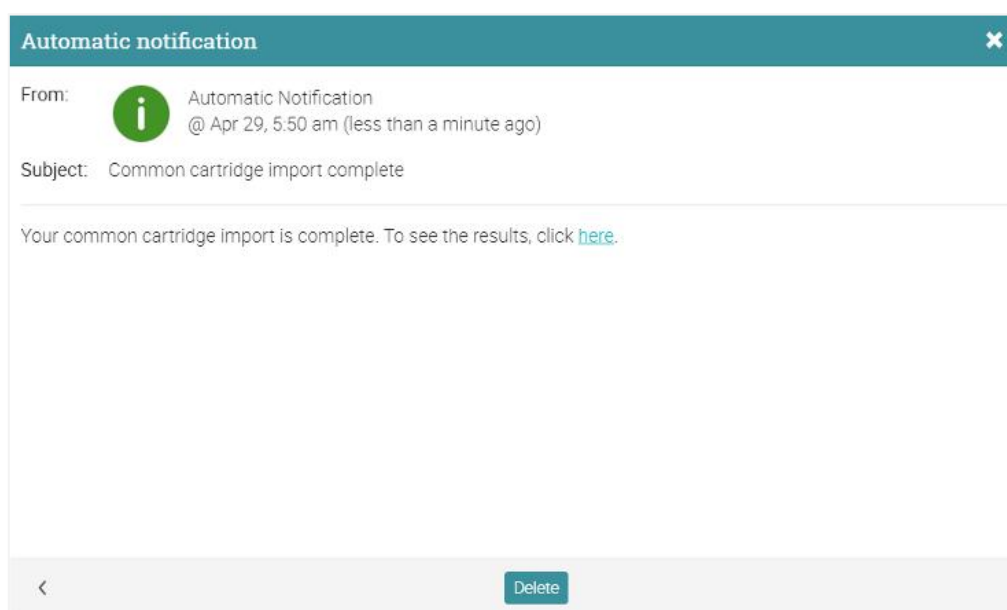 Automatic notification
From:
Automatic Notification
@ Apr 29, 5:50 am (less than a minute ago)
Subject: Common cartridge import complete
Your common cartridge import is complete. To see the results, click here.
Delete